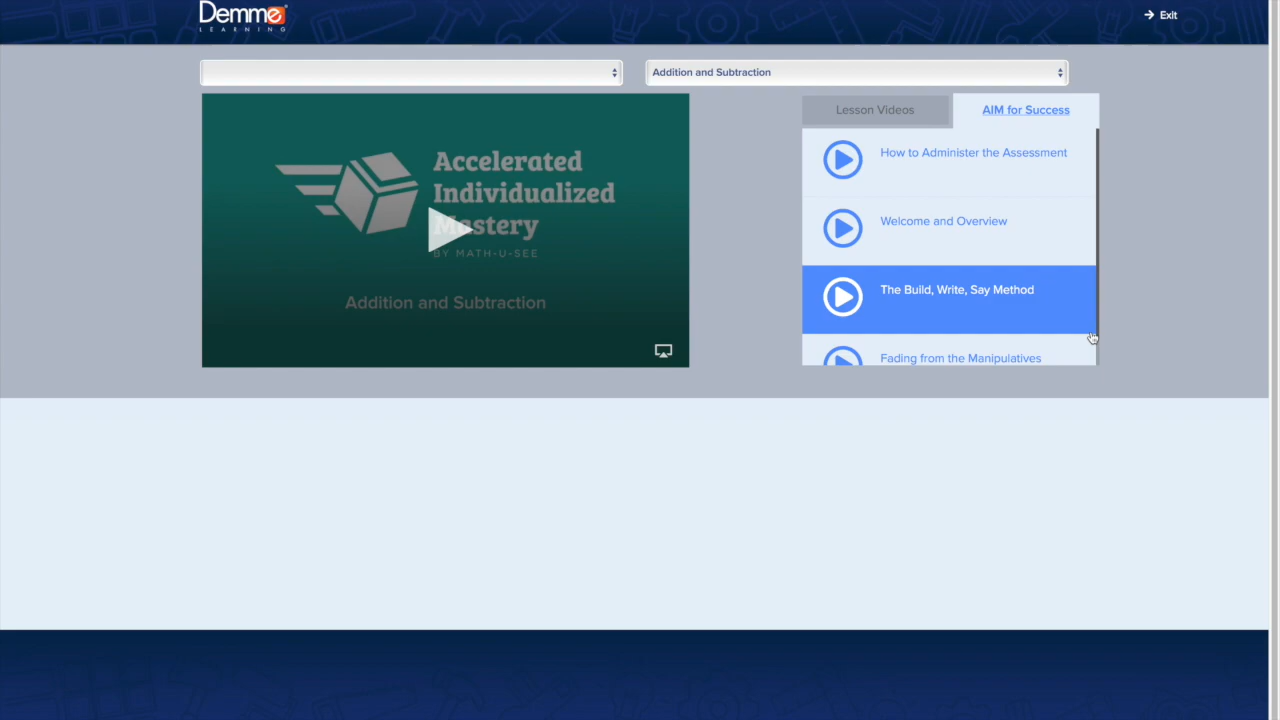 Demme
LEARNING
Exit
Addition and Subtraction
Lesson Videos
AIM for Success
Accelerated
Individualized
Mastery
BY MATH-U-SEE
Addition and Subtraction
How to Administer the Assessment
Welcome and Overview
The Build, Write, Say Method
Fading from the Manipulatives